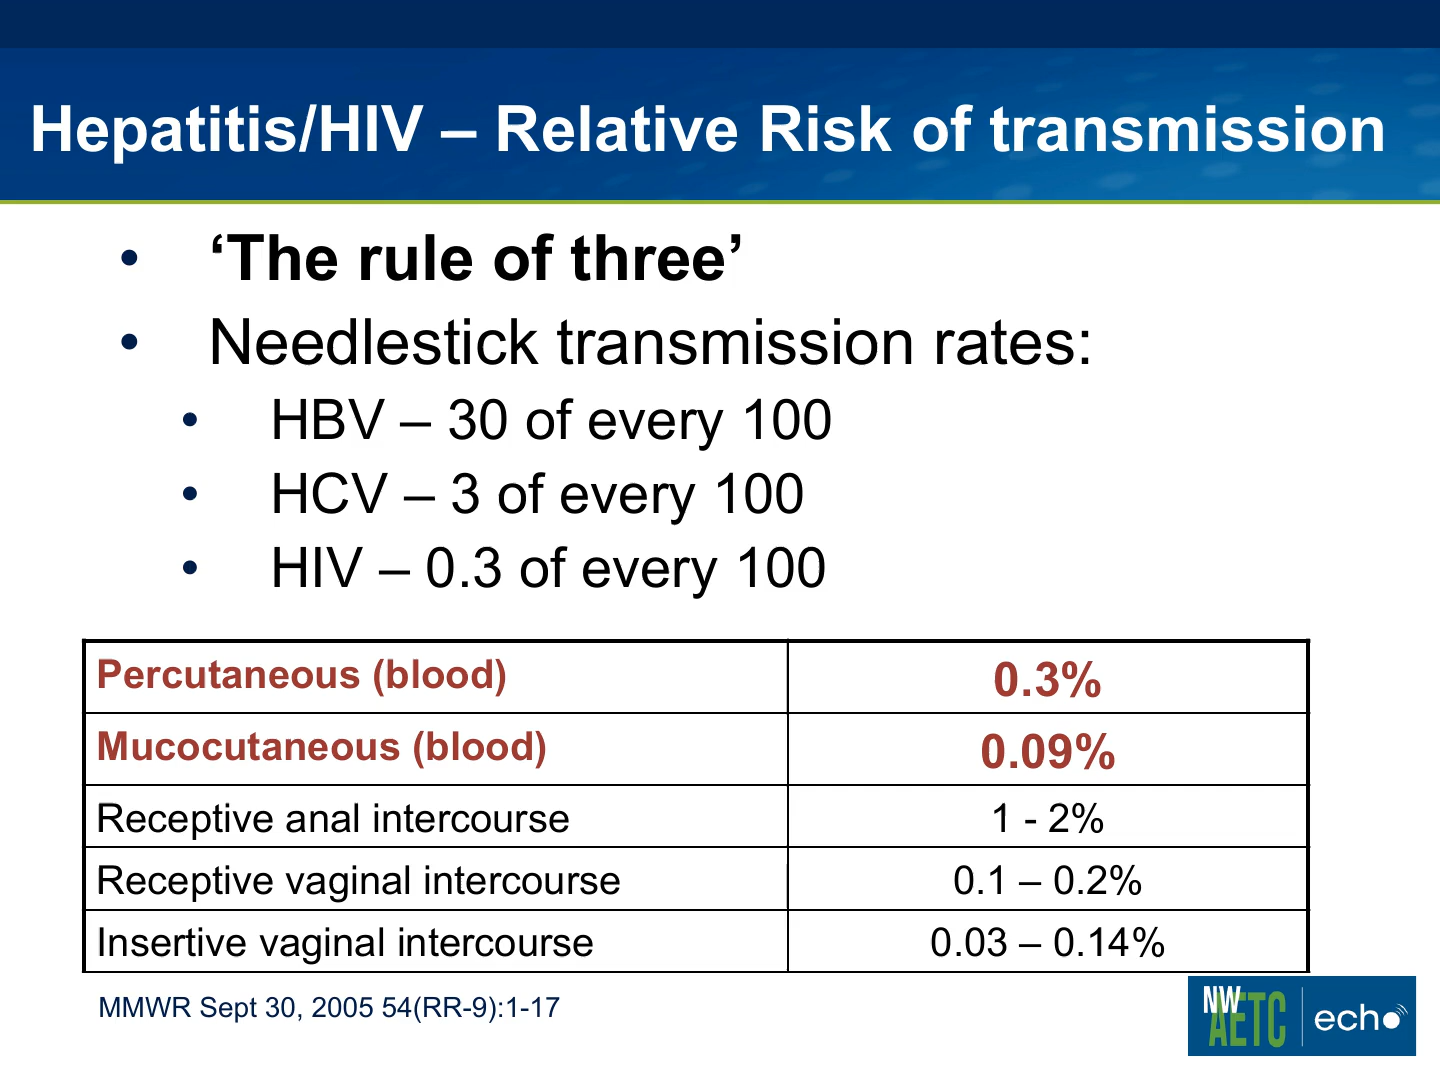 Hepatitis/HIV – Relative Risk of transmission
• ‘The rule of three’
• Needlestick transmission rates:
• HBV – 30 of every 100
• HCV – 3 of every 100
• HIV – 0.3 of every 100
Percutaneous (blood) 0.3%
Mucocutaneous (blood) 0.09%
Receptive anal intercourse 1 - 2%
Receptive vaginal intercourse 0.1 – 0.2%
Insertive vaginal intercourse 0.03 – 0.14%
MMWR Sept 30, 2005 54(RR-9):1-17
NW AETC echo